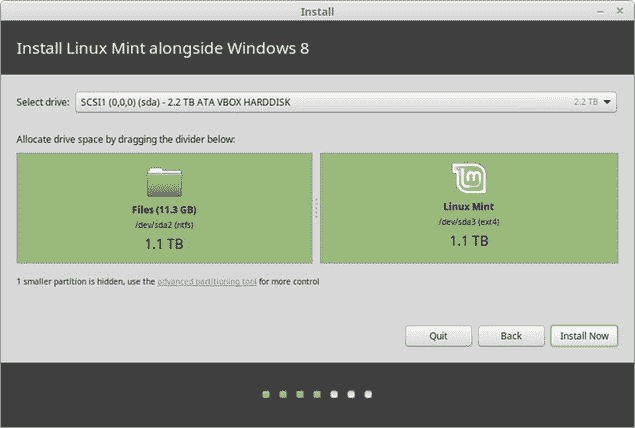 Install
Install Linux Mint alongside Windows 8
Select drive: SCSI1 (0,0,0) (sda) - 2.2 TB ATA VBOX HARDDISK 2.2 TB
Allocate drive space by dragging the divider below:
Files (11.3 GB)
/dev/sda2 (ntfs)
1.1 TB
Linux Mint
/dev/sda3 (ext4)
1.1 TB
1 smaller partition is hidden, use the advanced partitioning tool for more control
Quit Back Install Now